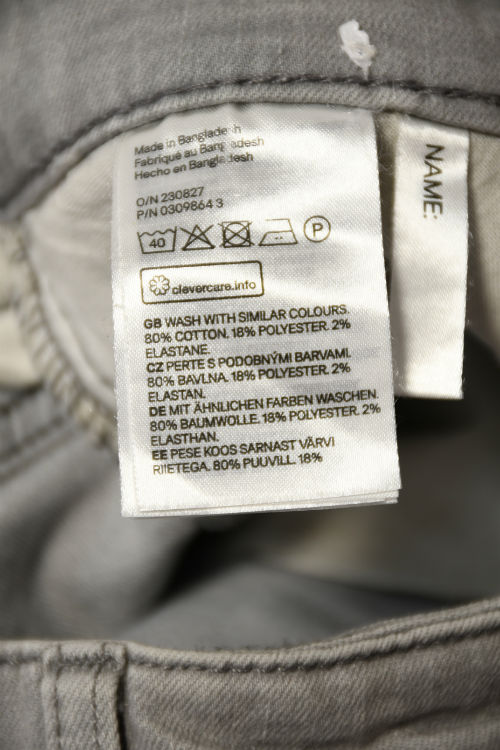 Made in Bangladesh
Fabriqué au Bangladesh
Hecho en Bangladesh
O/N 230827
P/N 0309864 3
40
P
clevercare.info
GB WASH WITH SIMILAR COLOURS.
80% COTTON. 18% POLYESTER. 2%
ELASTANE.
CZ PERTE S PODOBNÝMI BARVAMI.
80% BAVLNA. 18% POLYESTER. 2%
ELASTAN.
DE MIT ÄHNLICHEN FARBEN WASCHEN.
80% BAUMWOLLE. 18% POLYESTER. 2%
ELASTHAN.
EE PESE KOOS SARNAST VÄRVI
RIIETEGA. 80% PUUVILL. 18%
NAME: